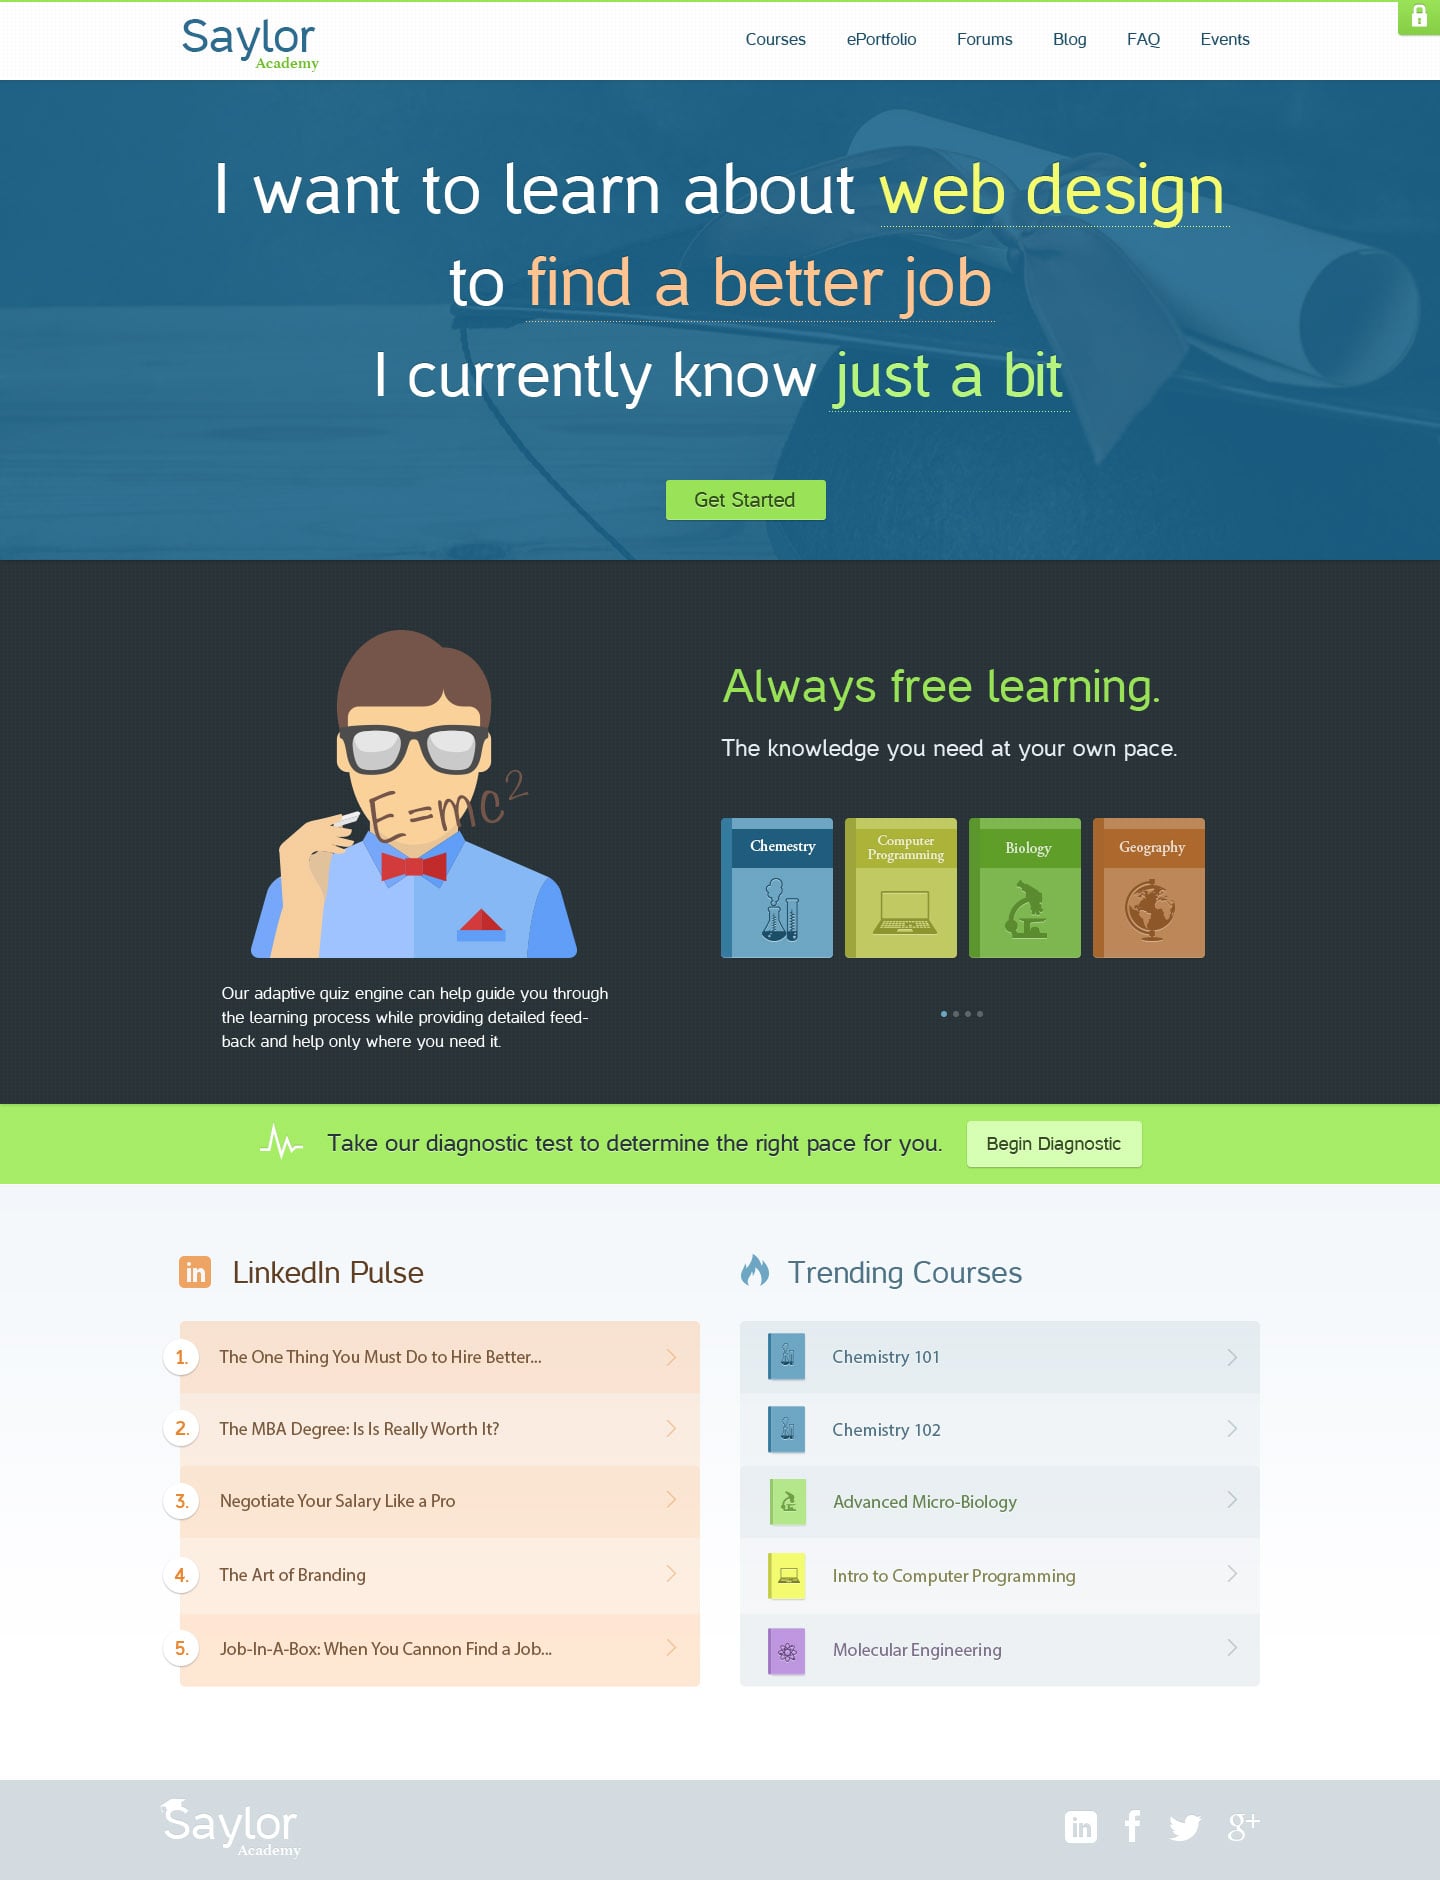 Saylor
Academy
Courses ePortfolio Forums Blog FAQ Events
I want to learn about web design
to find a better job
I currently know just a bit
Get Started
E=mc²
Always free learning.
The knowledge you need at your own pace.
Chemestry
Computer
Programming
Biology
Geography
Our adaptive quiz engine can help guide you through
the learning process while providing detailed feed-
back and help only where you need it.
Take our diagnostic test to determine the right pace for you.
Begin Diagnostic
in LinkedIn Pulse
1. The One Thing You Must Do to Hire Better...
2. The MBA Degree: Is Is Really Worth It?
3. Negotiate Your Salary Like a Pro
4. The Art of Branding
5. Job-In-A-Box: When You Cannon Find a Job...
Trending Courses
Chemistry 101
Chemistry 102
Advanced Micro-Biology
Intro to Computer Programming
Molecular Engineering
Saylor
Academy
in f g+